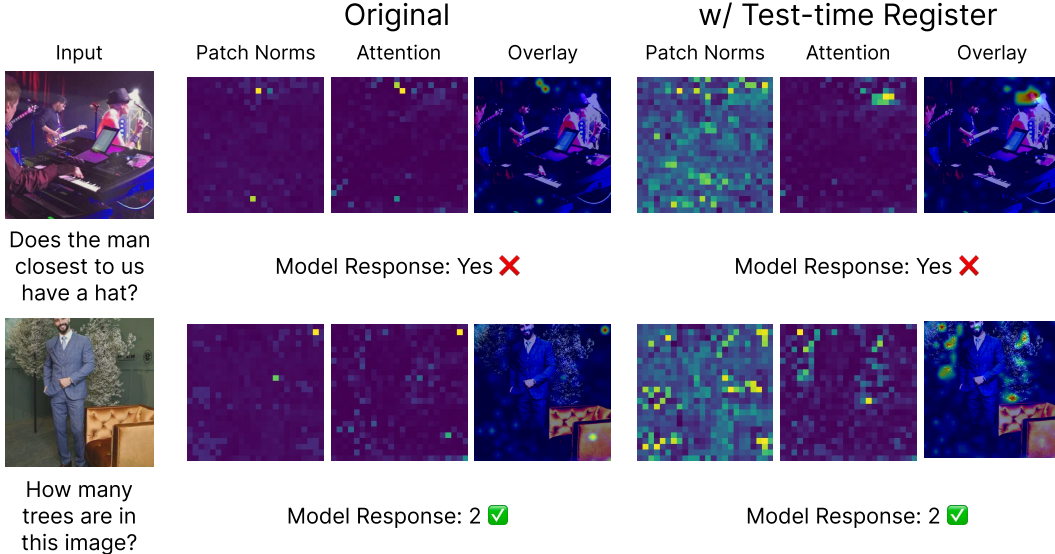 Original
w/ Test-time Register
Input
Patch Norms
Attention
Overlay
Patch Norms
Attention
Overlay
Does the man
closest to us
have a hat?
Model Response: Yes ❌
Model Response: Yes ❌
How many
trees are in
this image?
Model Response: 2 ✅
Model Response: 2 ✅